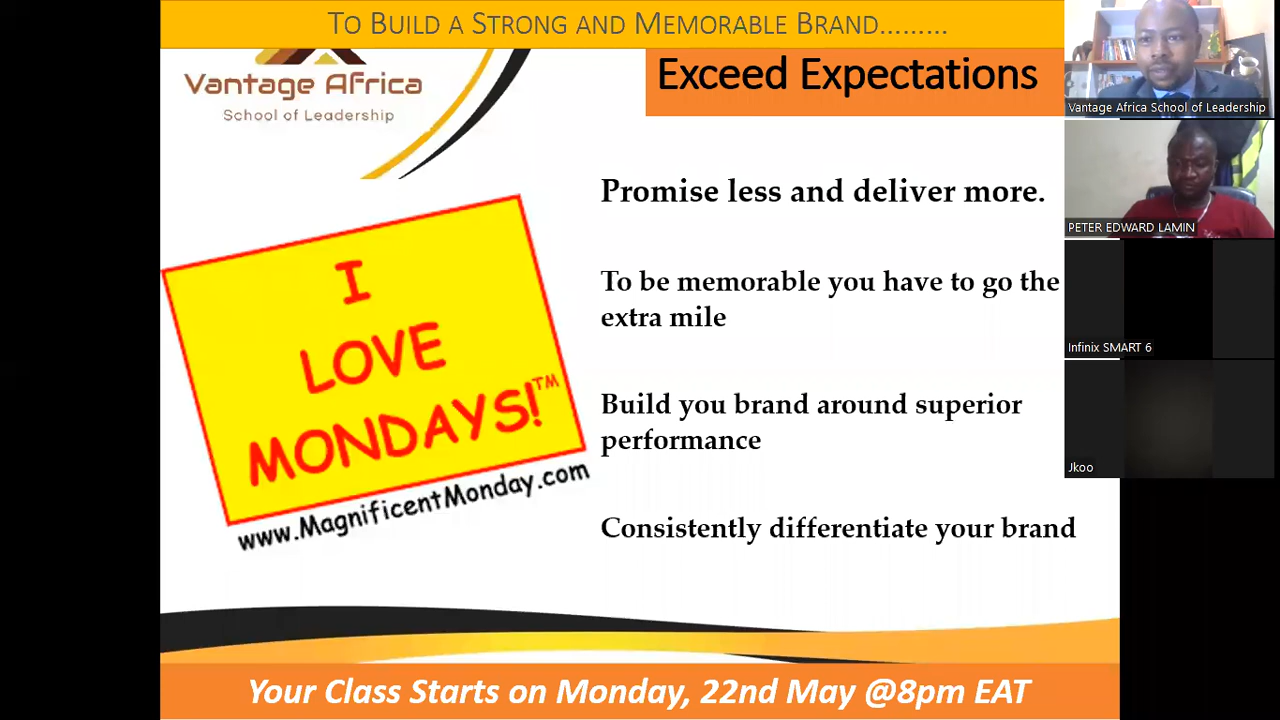 TO BUILD A STRONG AND MEMORABLE BRAND.........
Vantage Africa
School of Leadership
Exceed Expectations
Promise less and deliver more.
To be memorable you have to go the
extra mile
Build you brand around superior
performance
Consistently differentiate your brand
I
LOVE
MONDAYS!™
www.MagnificentMonday.com
Your Class Starts on Monday, 22nd May @8pm EAT
Vantage Africa School of Leadership
PETER EDWARD LAMIN
Infinix SMART 6
Jkoo